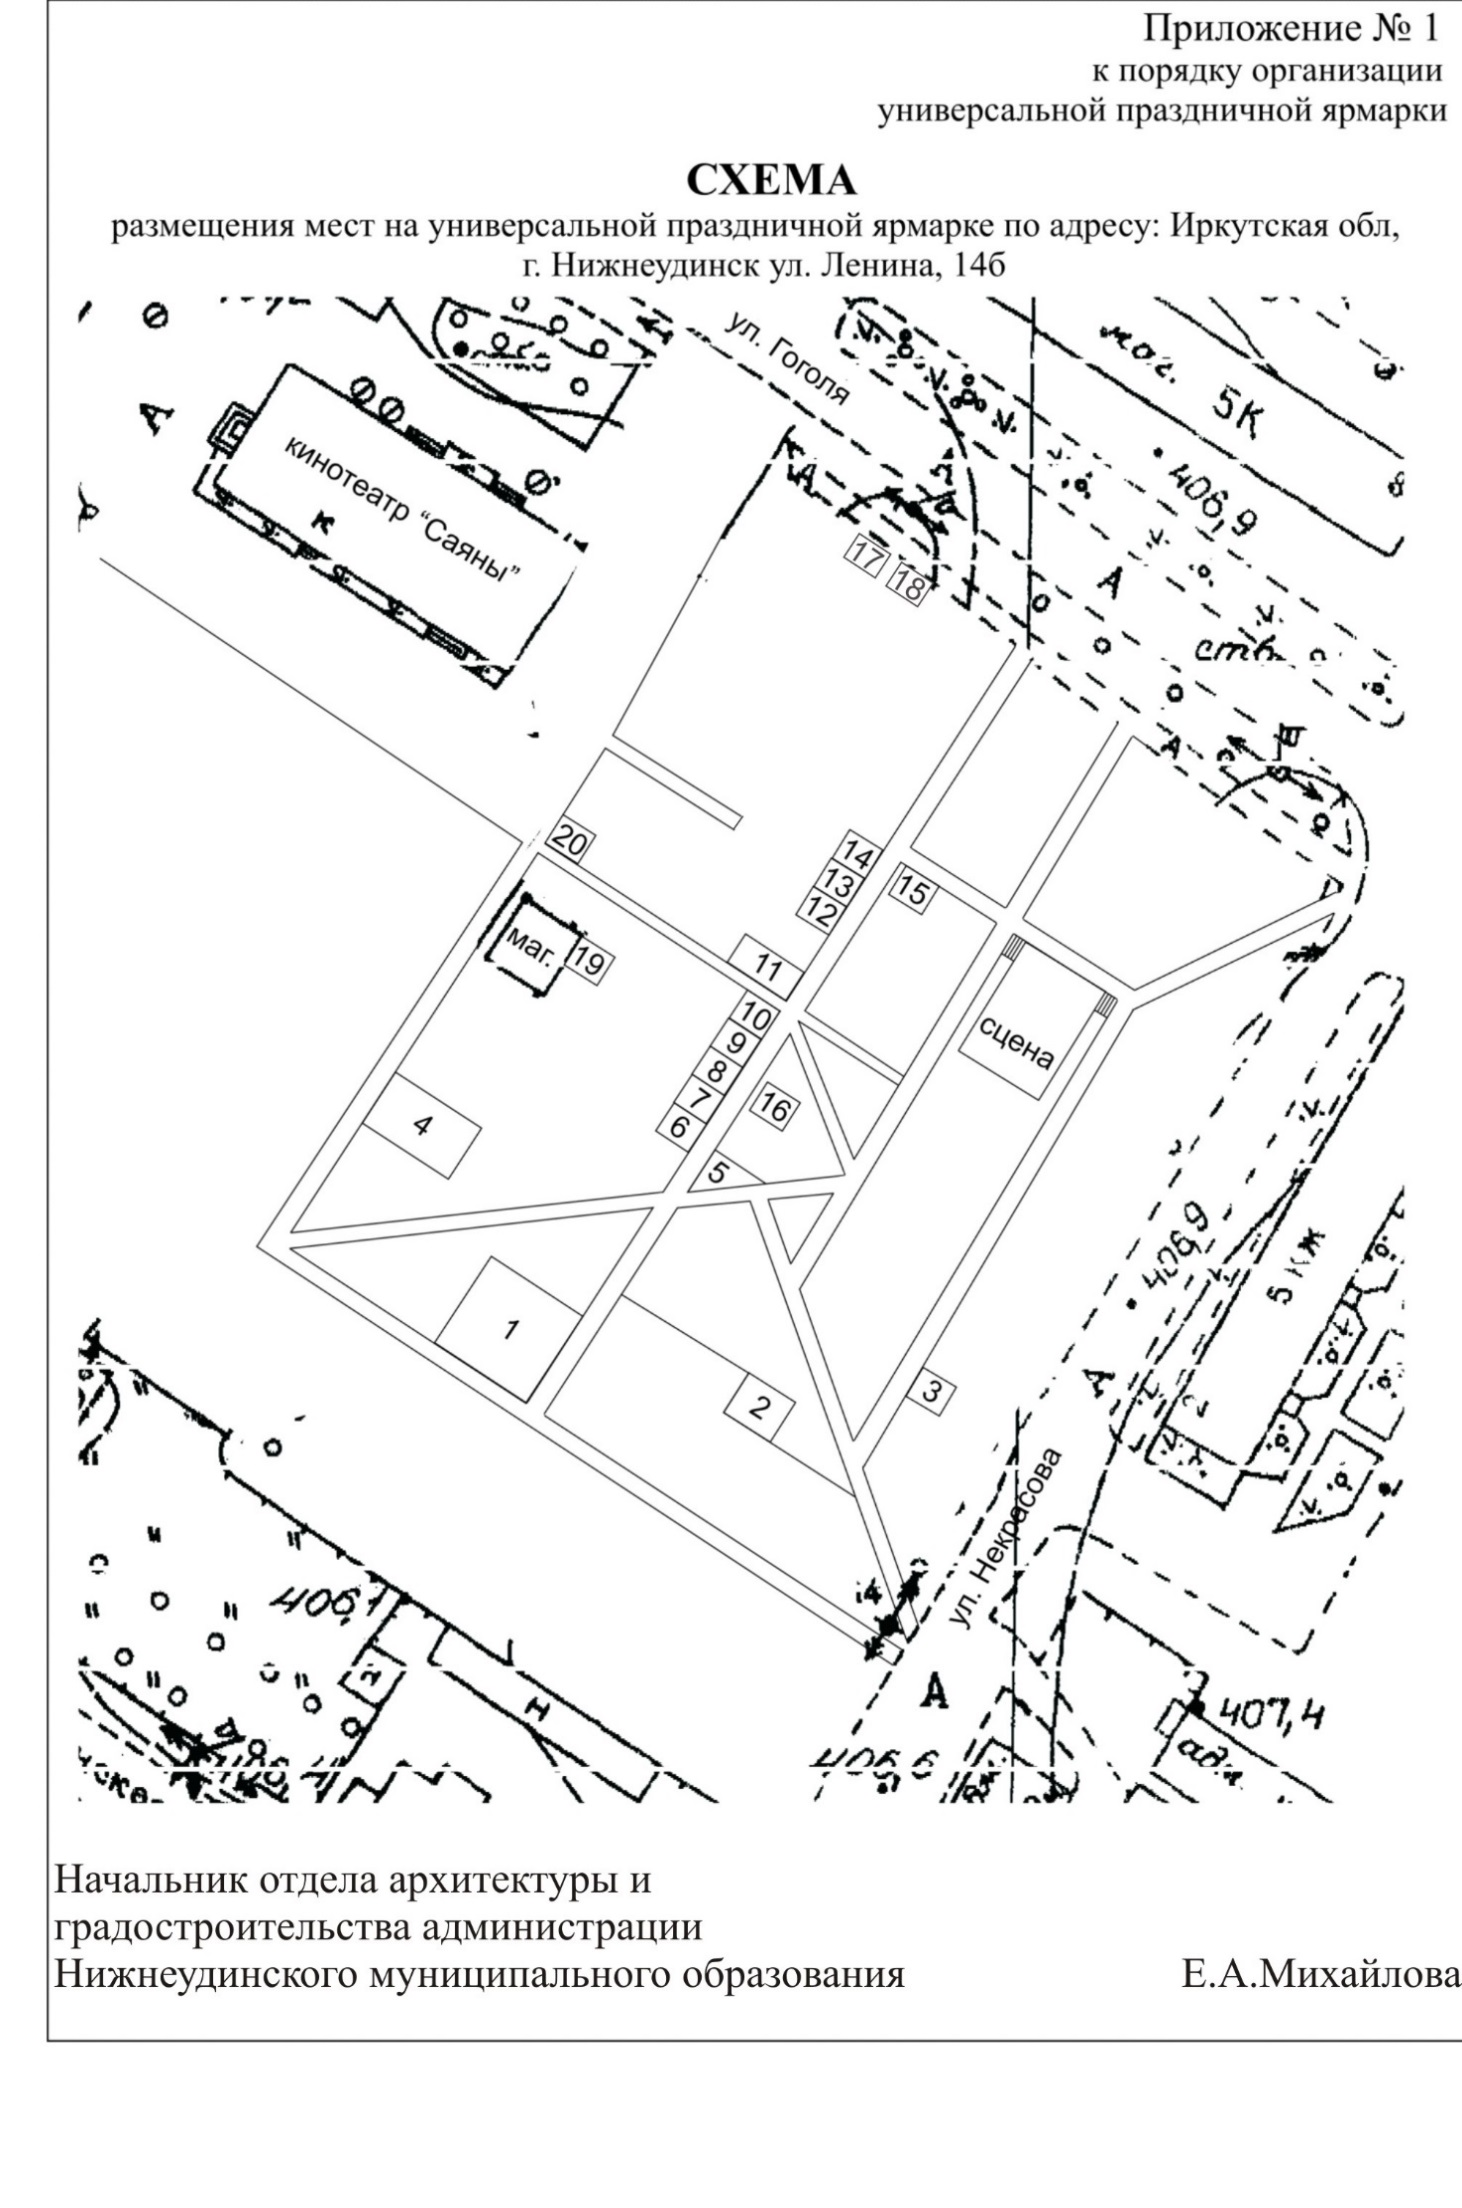 Приложение № 1
к порядку организации
универсальной праздничной ярмарки
СХЕМА
размещения мест на универсальной праздничной ярмарке по адресу: Иркутская обл,
г. Нижнеудинск ул. Ленина, 14б
ул. Гоголя
маг. 5К
406,9
А
кинотеатр “Саяны”
К
А
17
18
А
А
20
14
13
12
15
маг.
19
11
10
9
8
7
6
16
5
сцена
4
1
2
3
406,9
5 КЖ
А
ул. Некрасова
406,1
Н
А
407,4
406,6
Начальник отдела архитектуры и
градостроительства администрации
Нижнеудинского муниципального образования
Е.А.Михайлова